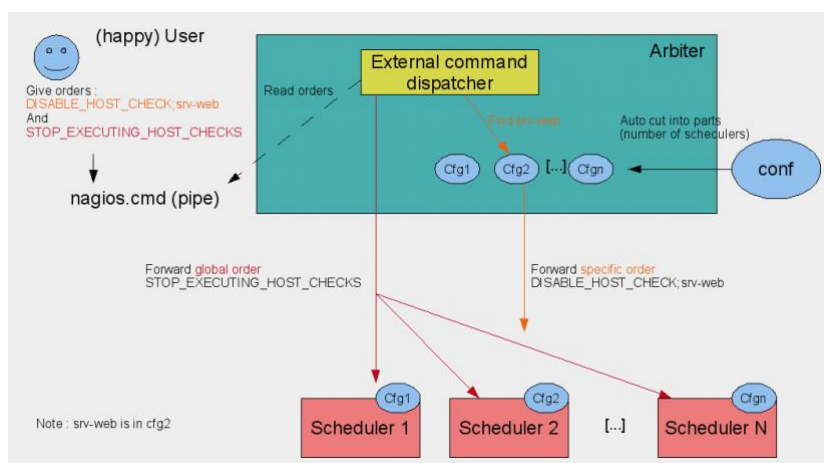 (happy) User
Give orders :
DISABLE_HOST_CHECK;srv-web
And
STOP_EXECUTING_HOST_CHECKS
nagios.cmd (pipe)
Read orders
External command
dispatcher
Arbiter
Find srv-web
Auto cut into parts
(number of schedulers)
Cfg1
Cfg2
[...]
Cfgn
conf
Forward global order
STOP_EXECUTING_HOST_CHECKS
Forward specific order
DISABLE_HOST_CHECK;srv-web
Note : srv-web is in cfg2
Cfg1
Scheduler 1
Cfg2
Scheduler 2
[...]
Cfgn
Scheduler N